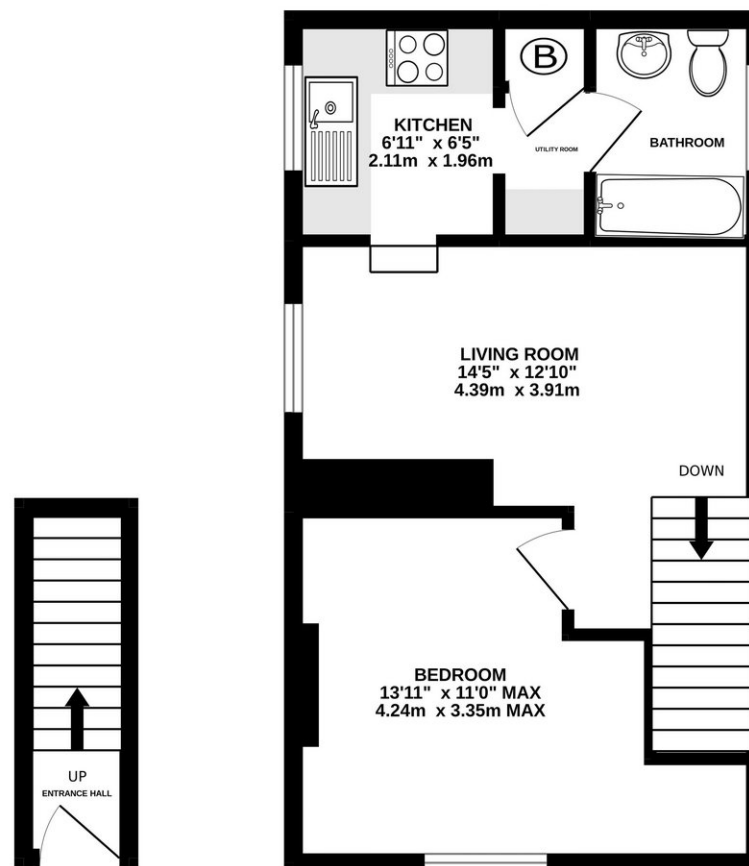 B
KITCHEN
6'11" x 6'5"
2.11m x 1.96m
UTILITY ROOM
BATHROOM
LIVING ROOM
14'5" x 12'10"
4.39m x 3.91m
DOWN
BEDROOM
13'11" x 11'0" MAX
4.24m x 3.35m MAX
UP
ENTRANCE HALL